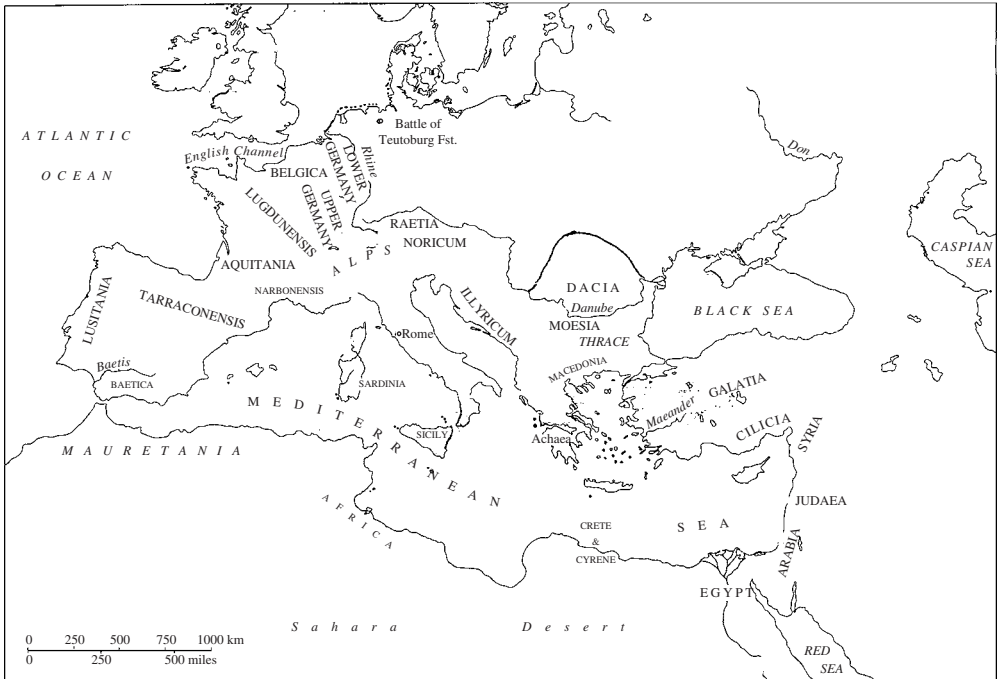 ATLANTIC
OCEAN
English Channel
Battle of
Teutoburg Fst.
LOWER
GERMANY
Rhine
BELGICA
UPPER
GERMANY
LUGDUNENSIS
Don
RAETIA
NORICUM
ALPS
AQUITANIA
NARBONENSIS
CASPIAN
SEA
LUSITANIA
TARRACONENSIS
ILLYRICUM
DACIA
Danube
MOESIA
THRACE
BLACK SEA
Rome
MACEDONIA
Baetis
BAETICA
SARDINIA
GALATIA
Maeander
CILICIA
SYRIA
MEDITERRANEAN
SEA
SICILY
Achaea
MAURETANIA
AFRICA
JUDAEA
CRETE
&
CYRENE
ARABIA
EGYPT
Sahara Desert
RED
SEA
0 250 500 750 1000 km
0 250 500 miles